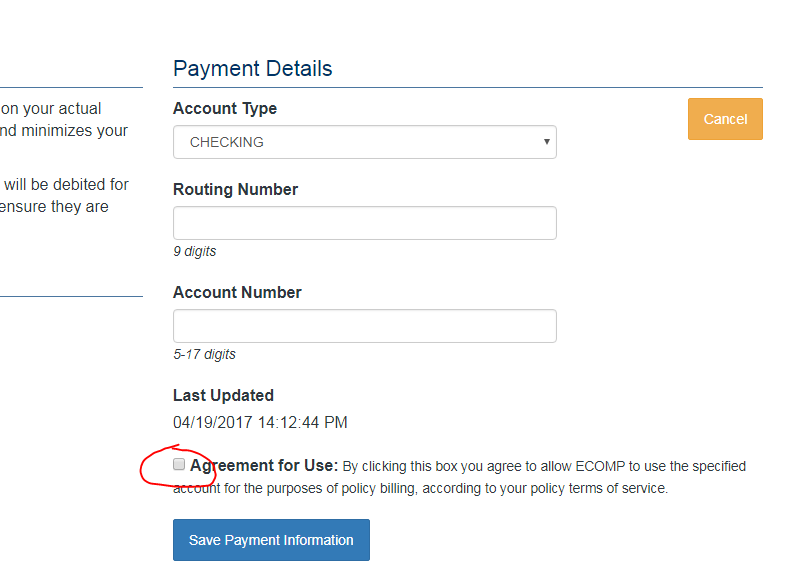 Payment Details
on your actual
nd minimizes your
will be debited for
ensure they are
Account Type
Cancel
CHECKING
Routing Number
9 digits
Account Number
5-17 digits
Last Updated
04/19/2017 14:12:44 PM
Agreement for Use: By clicking this box you agree to allow ECOMP to use the specified
account for the purposes of policy billing, according to your policy terms of service.
Save Payment Information